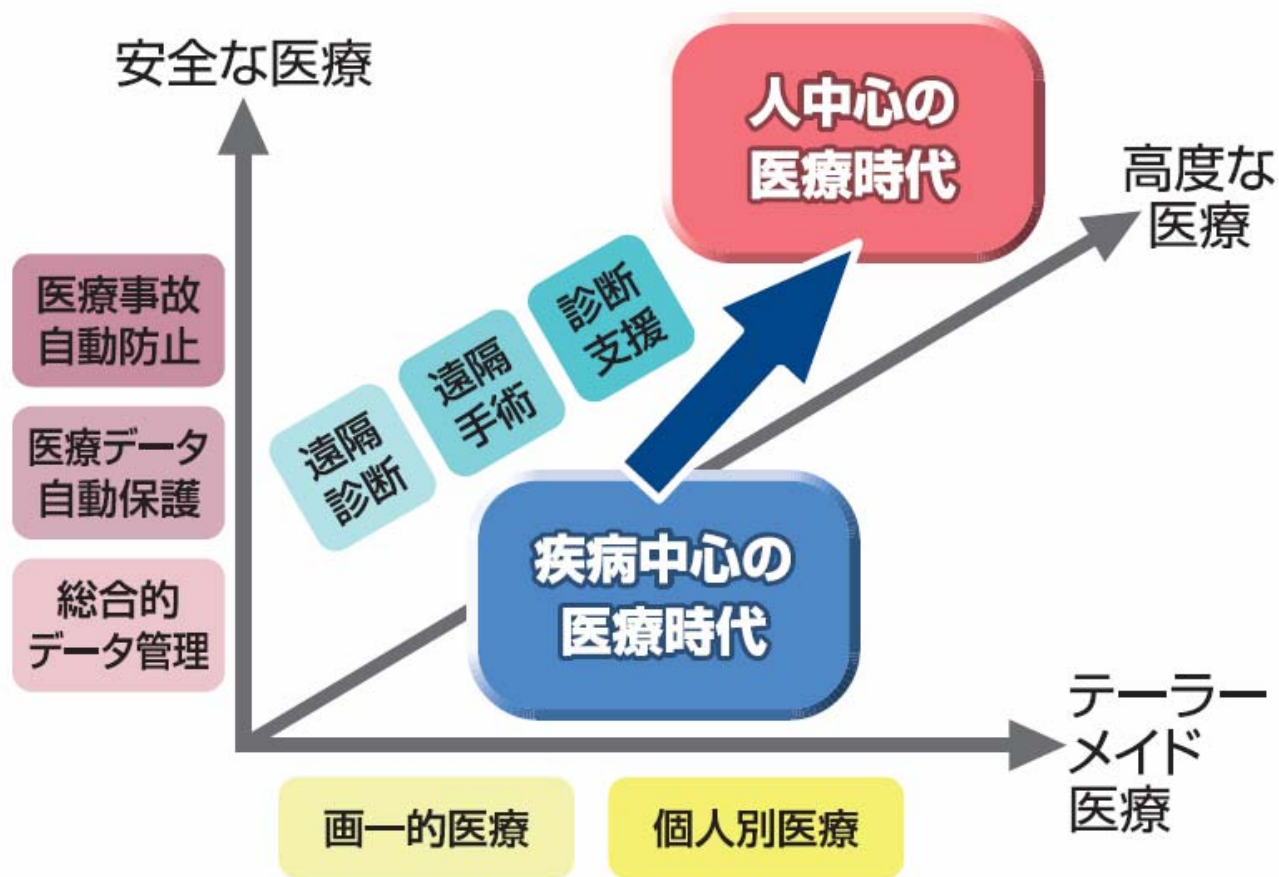 安全な医療
人中心の
医療時代
高度な
医療
医療事故
自動防止
診断
支援
遠隔
手術
遠隔
診断
医療データ
自動保護
疾病中心の
医療時代
総合的
データ管理
テーラー
メイド
医療
画一的医療
個人別医療